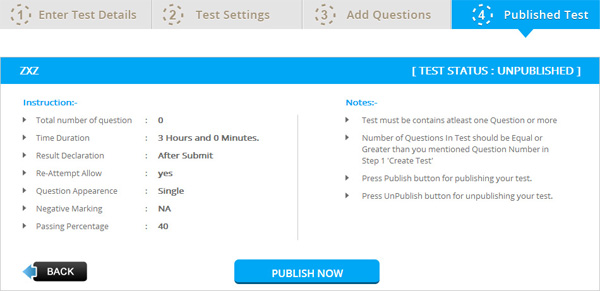 1 Enter Test Details 2 Test Settings 3 Add Questions 4 Published Test
ZXZ [ TEST STATUS : UNPUBLISHED ]
Instruction:-
Total number of question : 0
Time Duration : 3 Hours and 0 Minutes.
Result Declaration : After Submit
Re-Attempt Allow : yes
Question Appearence : Single
Negative Marking : NA
Passing Percentage : 40
Notes:-
Test must be contains atleast one Question or more
Number of Questions In Test should be Equal or
Greater than you mentioned Question Number in
Step 1 'Create Test'
Press Publish button for publishing your test.
Press UnPublish button for unpublishing your test.
BACK
PUBLISH NOW